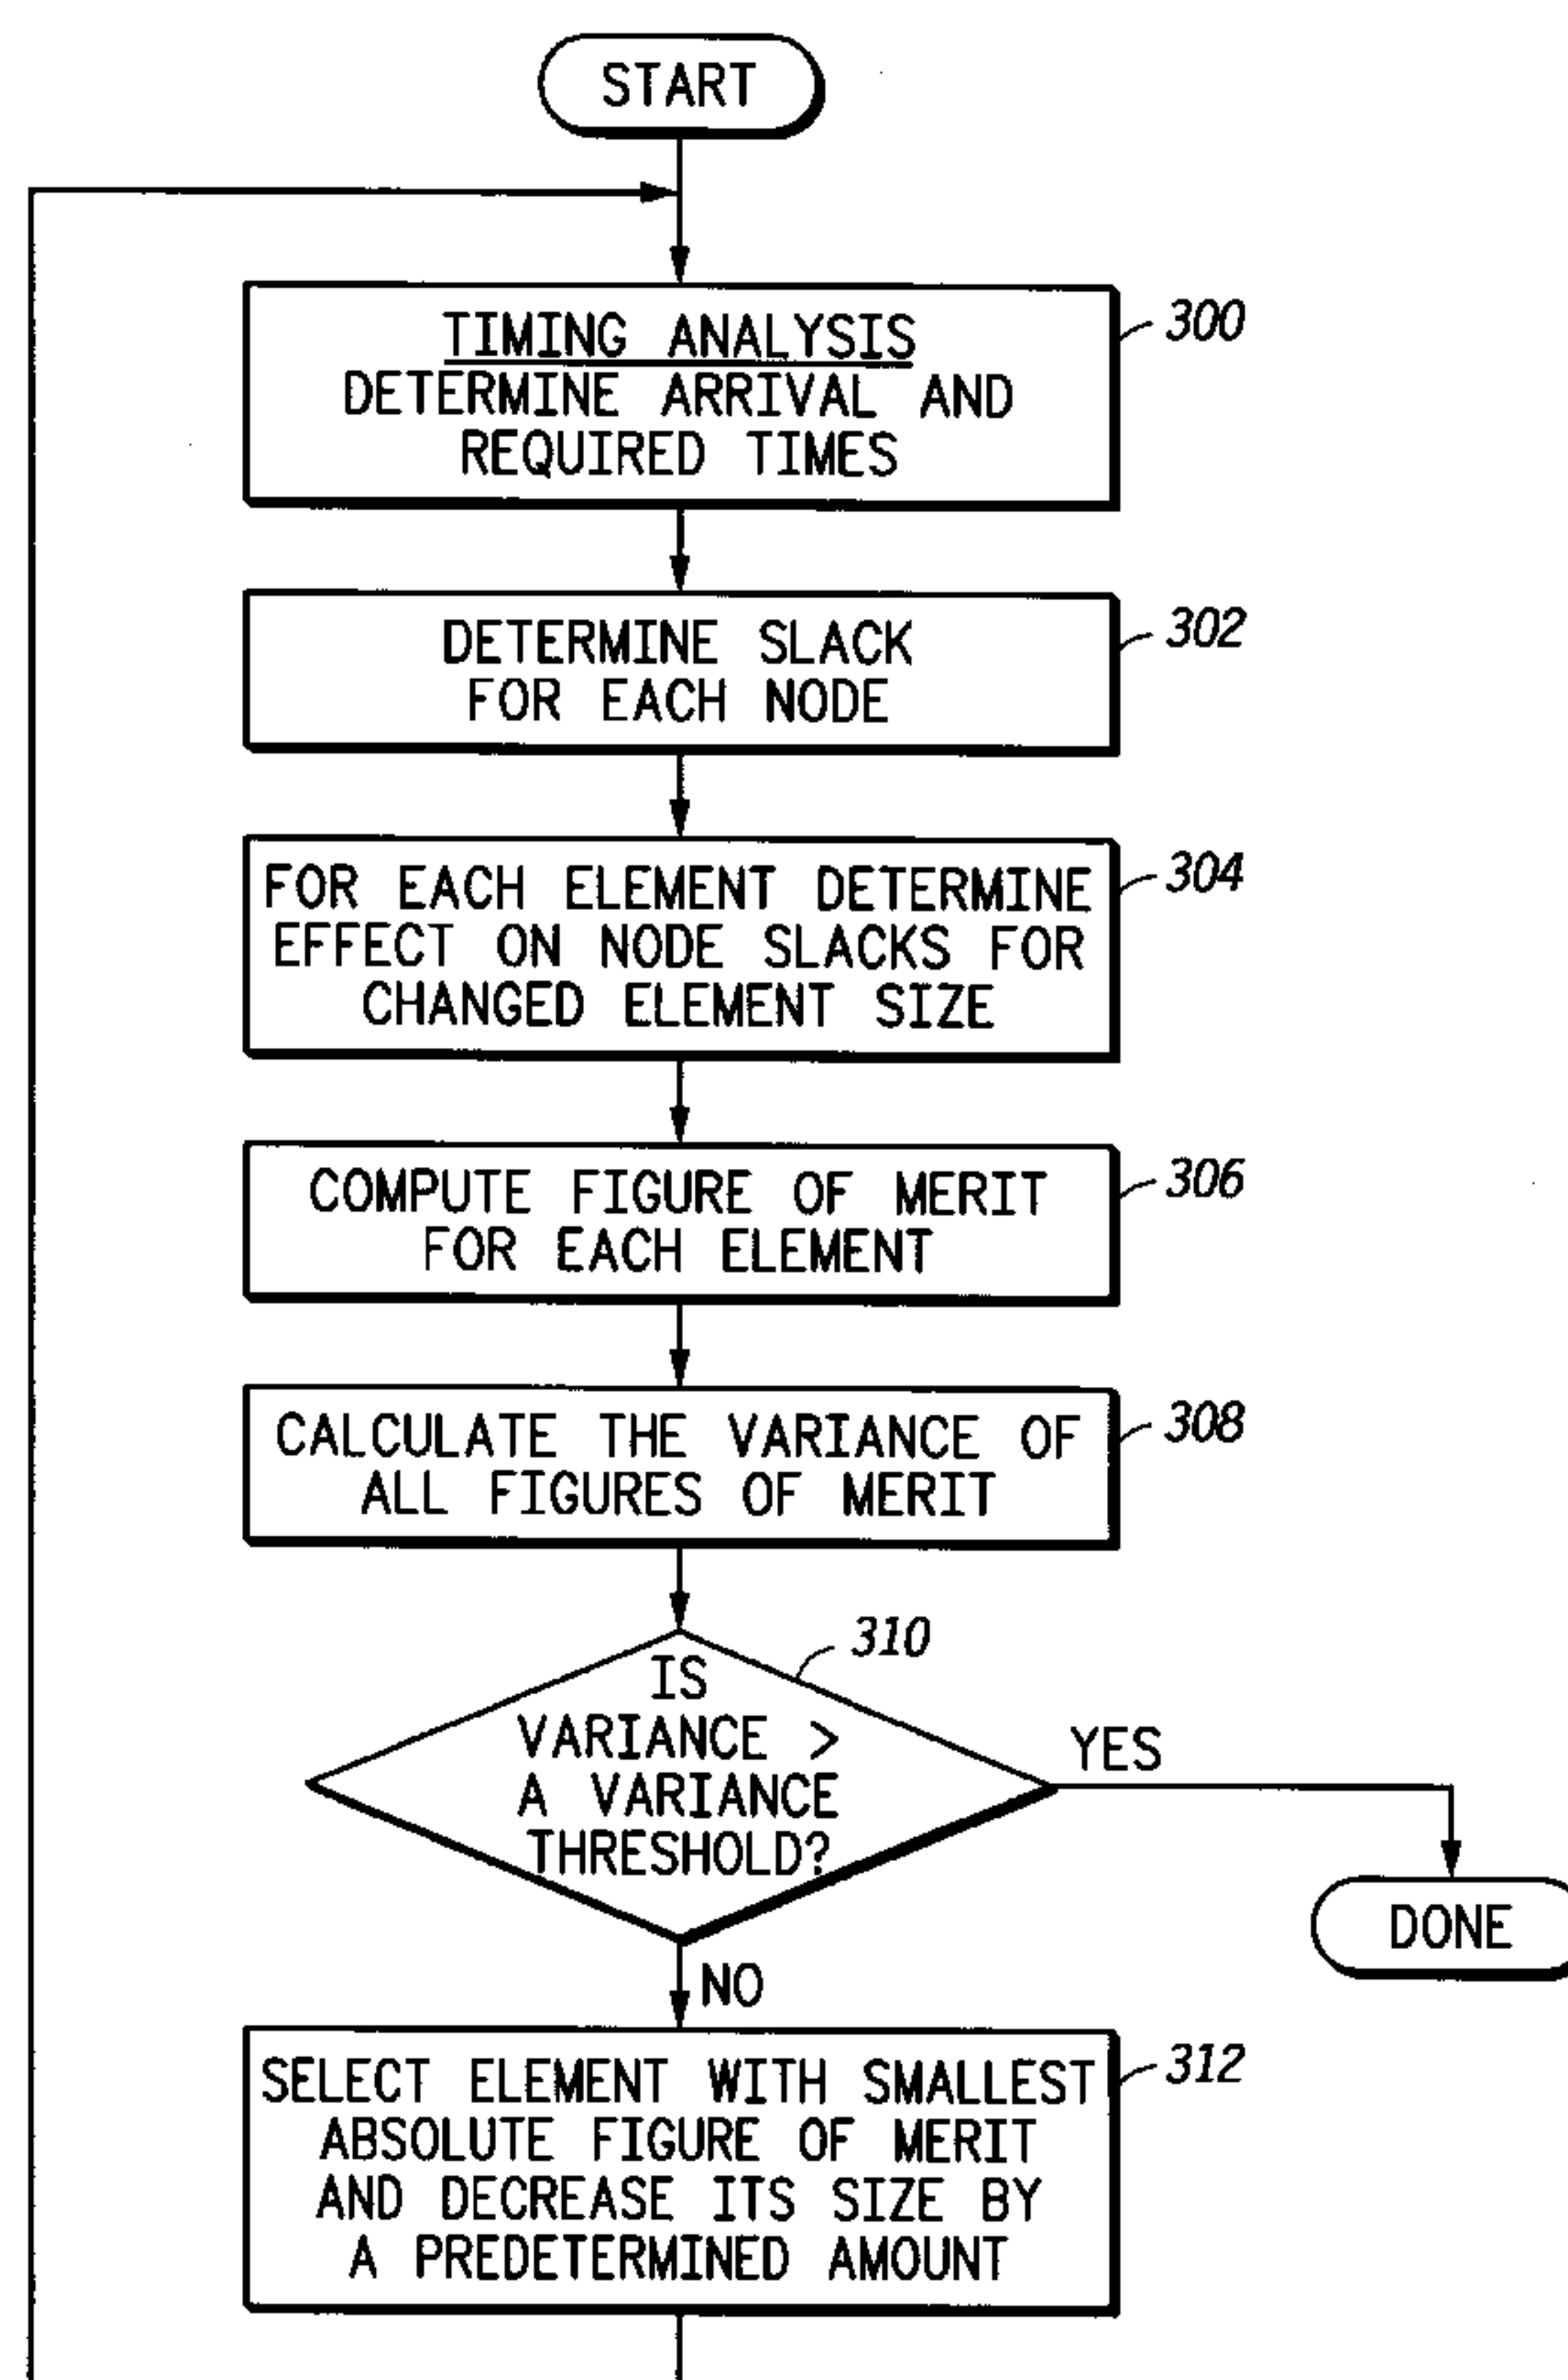 START
TIMING ANALYSIS
DETERMINE ARRIVAL AND
REQUIRED TIMES
300
DETERMINE SLACK
FOR EACH NODE
302
FOR EACH ELEMENT DETERMINE
EFFECT ON NODE SLACKS FOR
CHANGED ELEMENT SIZE
304
COMPUTE FIGURE OF MERIT
FOR EACH ELEMENT
306
CALCULATE THE VARIANCE OF
ALL FIGURES OF MERIT
308
310
IS
VARIANCE >
A VARIANCE
THRESHOLD?
YES
DONE
NO
SELECT ELEMENT WITH SMALLEST
ABSOLUTE FIGURE OF MERIT
AND DECREASE ITS SIZE BY
A PREDETERMINED AMOUNT
312